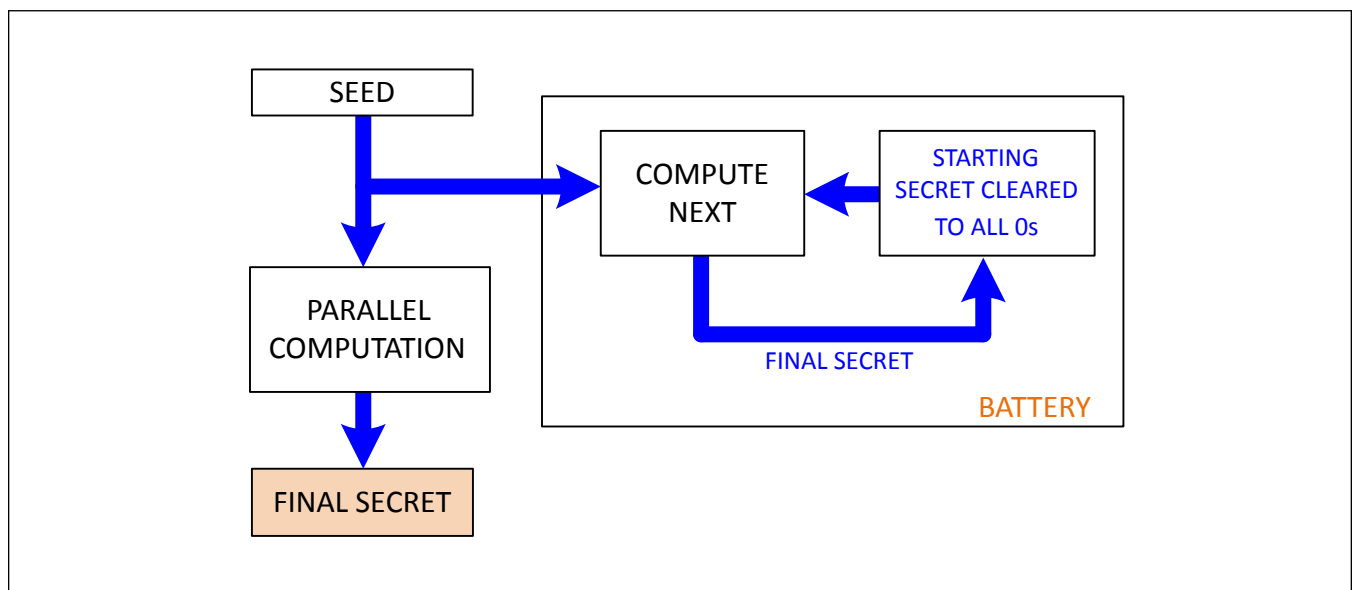 SEED
COMPUTE
NEXT
STARTING
SECRET CLEARED
TO ALL 0s
PARALLEL
COMPUTATION
FINAL SECRET
BATTERY
FINAL SECRET